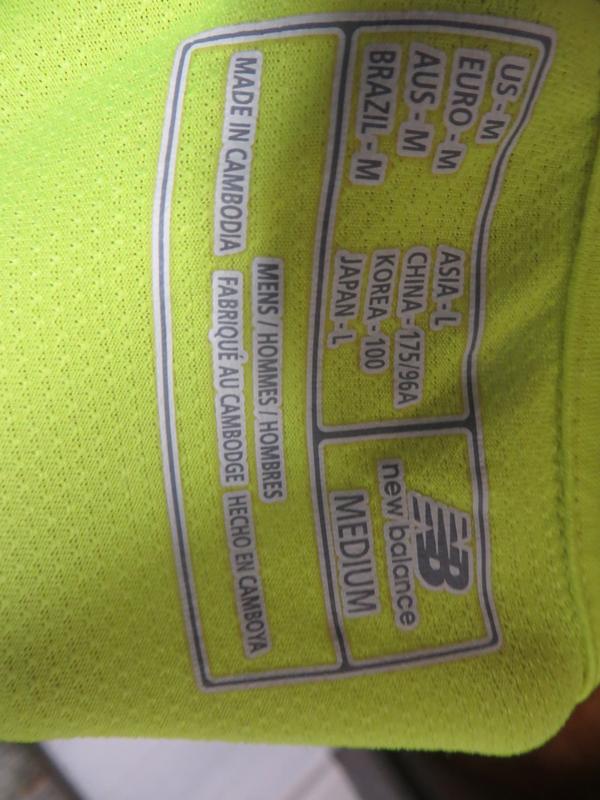 US - M
EURO - M
AUS - M
BRAZIL - M
ASIA - L
CHINA - 175/96A
KOREA - 100
JAPAN - L
NB
new balance
MEDIUM
MENS / HOMMES / HOMBRES
MADE IN CAMBODIA FABRIQUÉ AU CAMBODGE HECHO EN CAMBOYA